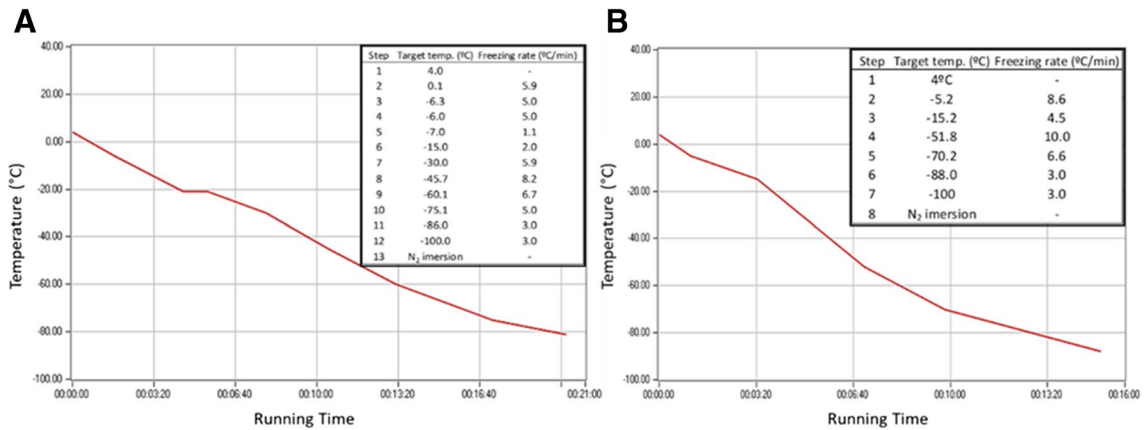 A
40.00
20.00
0.00
-20.00
-40.00
-60.00
-80.00
-100.00
Temperature (°C)
00:00:00 00:03:20 00:06:40 00:10:00 00:13:20 00:16:40 00:21:00
Running Time
Step Target temp. (ºC) Freezing rate (ºC/min)
1 4.0 -
2 0.1 5.9
3 -6.3 5.0
4 -6.0 5.0
5 -7.0 1.1
6 -15.0 2.0
7 -30.0 5.9
8 -45.7 8.2
9 -60.1 6.7
10 -75.1 5.0
11 -86.0 3.0
12 -100.0 3.0
13 N₂ imersion -
B
40.00
20.00
0.00
-20.00
-40.00
-60.00
-80.00
-100.00
Temperature (°C)
00:00:00 00:03:20 00:06:40 00:10:00 00:13:20 00:16:00
Running Time
Step Target temp. (ºC) Freezing rate (ºC/min)
1 4ºC -
2 -5.2 8.6
3 -15.2 4.5
4 -51.8 10.0
5 -70.2 6.6
6 -88.0 3.0
7 -100 3.0
8 N₂ imersion -